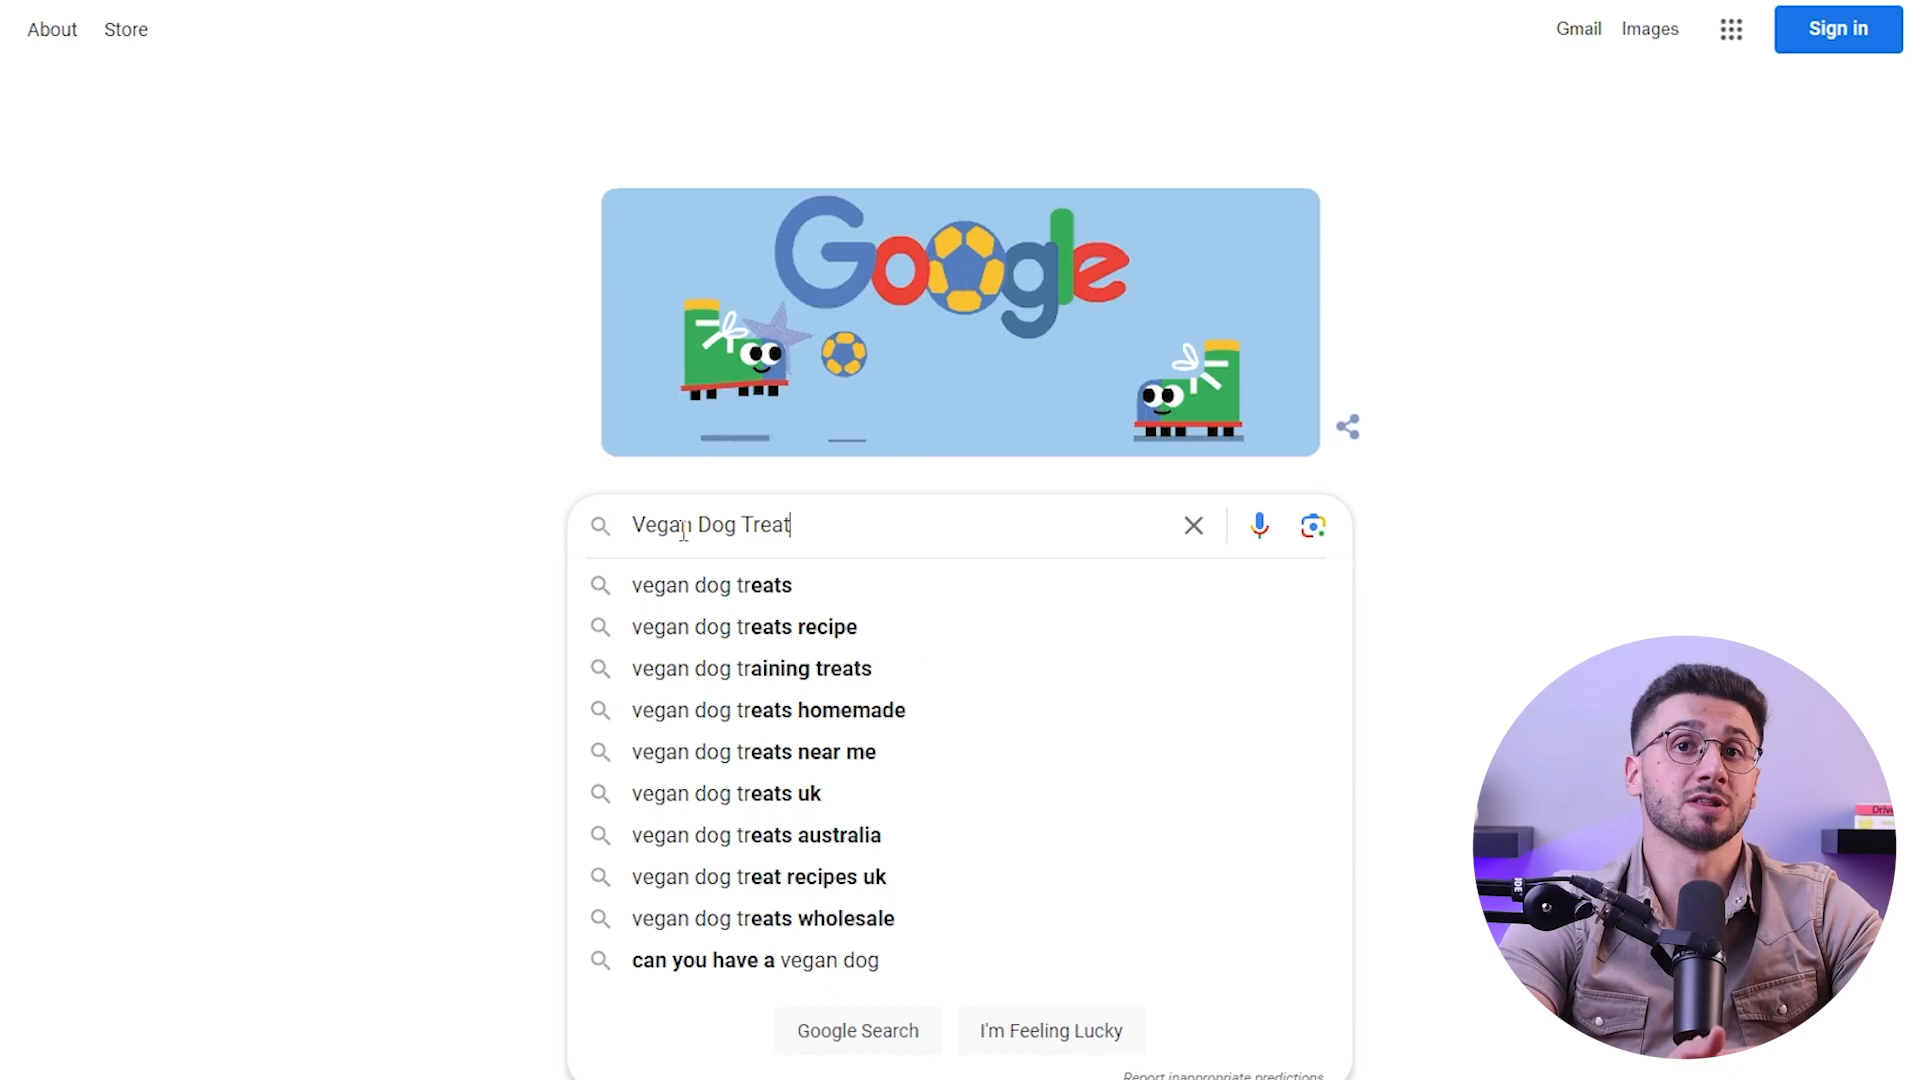 About Store
Gmail Images Sign in
Google
Vegan Dog Treat
vegan dog treats
vegan dog treats recipe
vegan dog training treats
vegan dog treats homemade
vegan dog treats near me
vegan dog treats uk
vegan dog treats australia
vegan dog treat recipes uk
vegan dog treats wholesale
can you have a vegan dog
Google Search I'm Feeling Lucky
Report inappropriate predictions